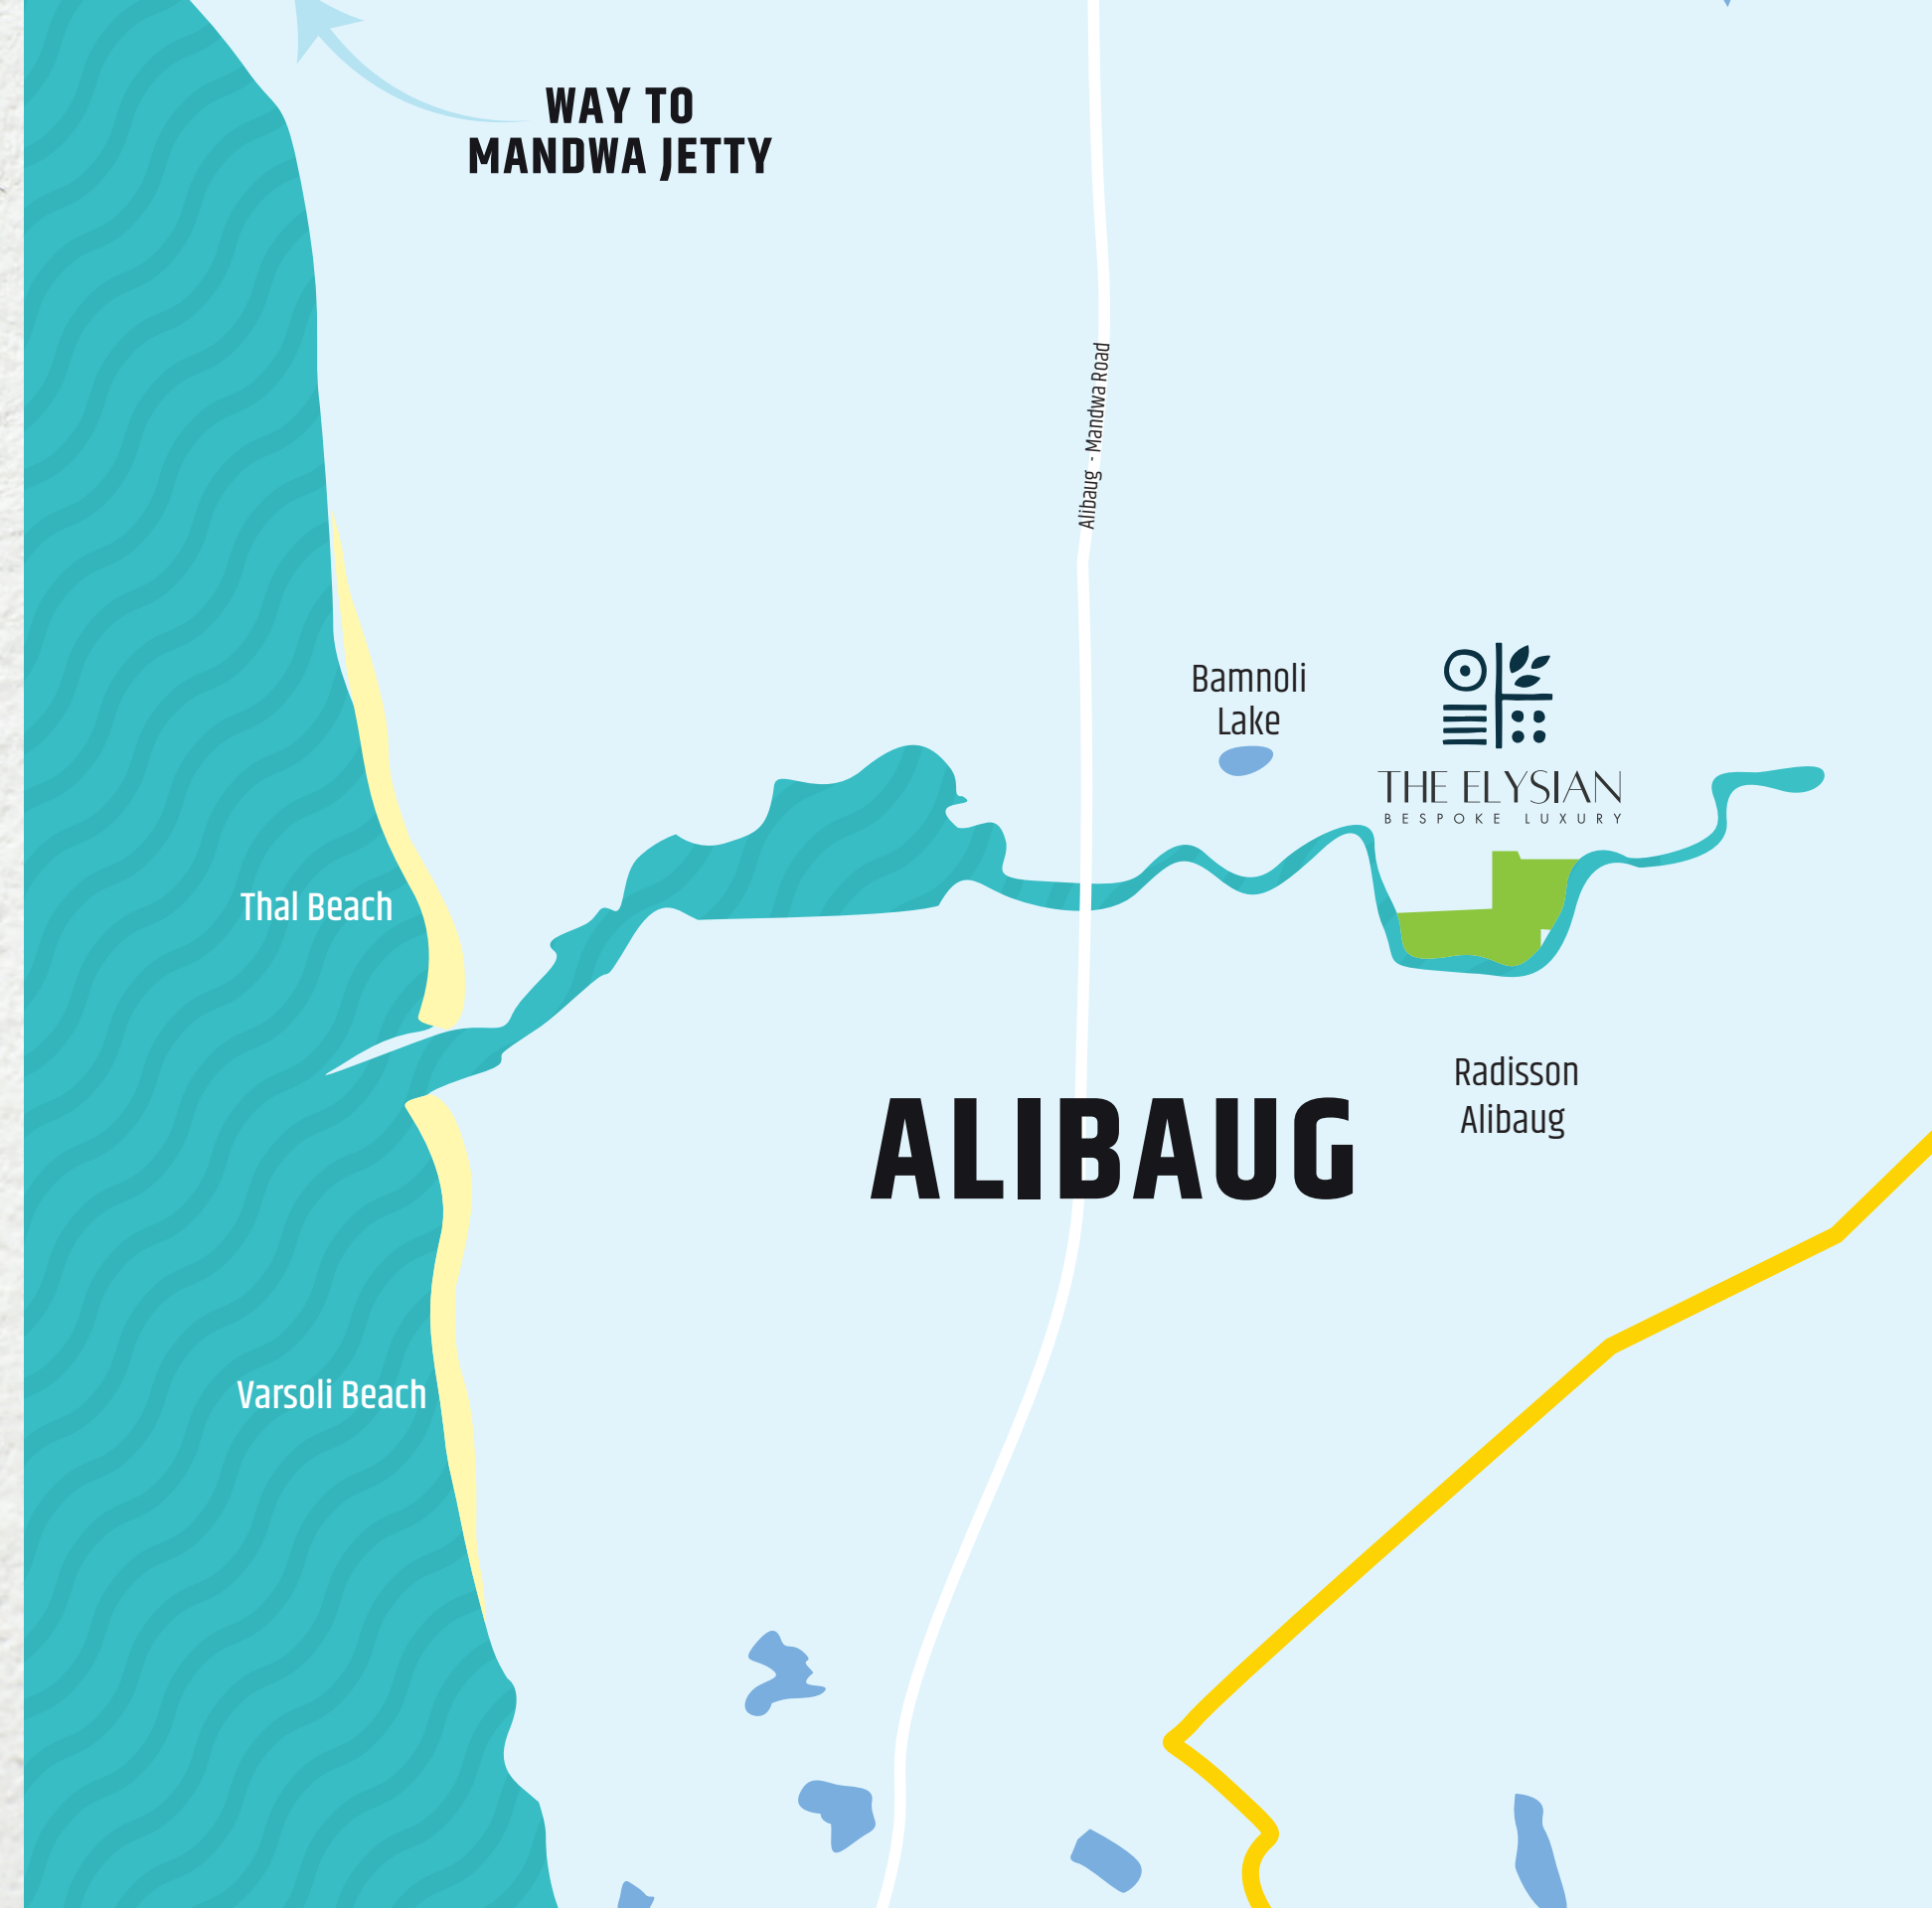 WAY TO
MANDWA JETTY
Alibaug - Mandwa Road
Bamnoli
Lake
THE ELYSIAN
BESPOKE LUXURY
Thal Beach
Radisson
Alibaug
ALIBAUG
Varsoli Beach